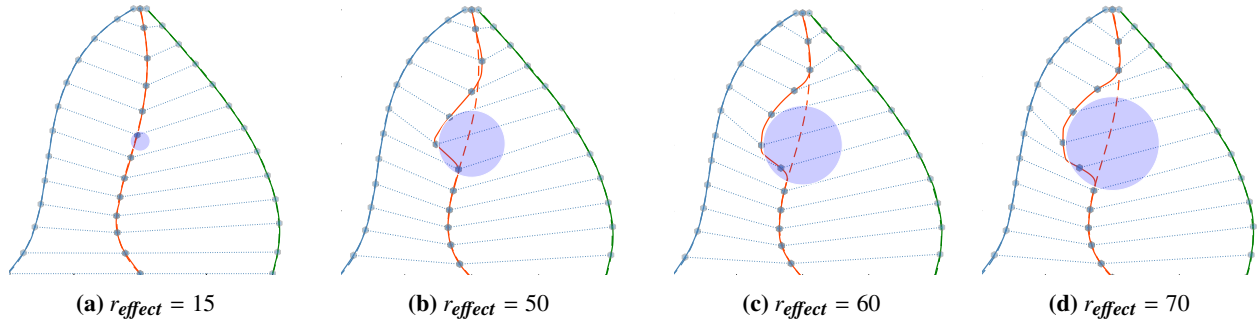 (a) r_effect = 15 (b) r_effect = 50 (c) r_effect = 60 (d) r_effect = 70